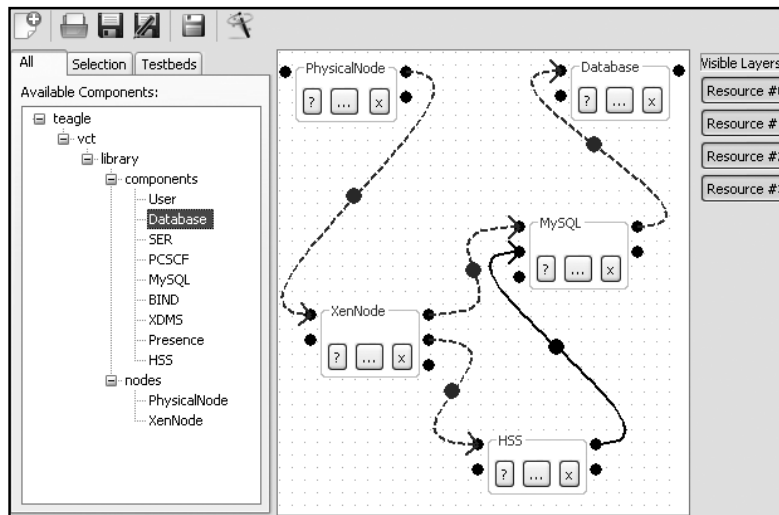 All
Selection
Testbeds
Available Components:
teagle
vct
library
components
User
Database
SER
PCSCF
MySQL
BIND
XDMS
Presence
HSS
nodes
PhysicalNode
XenNode
PhysicalNode
? ... x
Database
? ... x
MySQL
? ... x
XenNode
? ... x
HSS
? ... x
Visible Layers
Resource #
Resource #
Resource #
Resource #